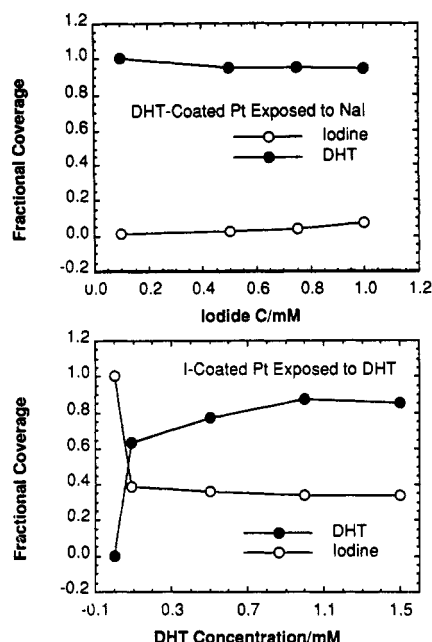 Fractional Coverage
1.2
1.0
0.8
0.6
0.4
0.2
0.0
-0.2
DHT-Coated Pt Exposed to NaI
Iodine
DHT
0.0 0.2 0.4 0.6 0.8 1.0 1.2
Iodide C/mM
Fractional Coverage
1.2
1.0
0.8
0.6
0.4
0.2
0.0
-0.2
I-Coated Pt Exposed to DHT
DHT
Iodine
-0.1 0.3 0.7 1.1 1.5
DHT Concentration/mM